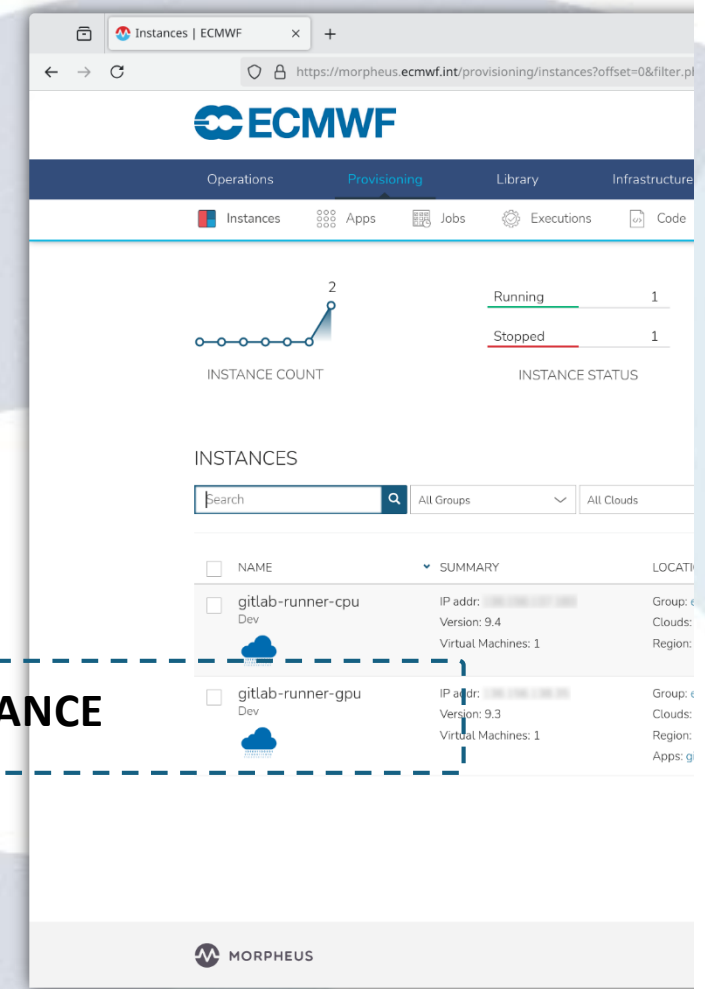 Instances | ECMWF
https://morpheus.ecmwf.int/provisioning/instances?offset=0&filter.p
ECMWF
Operations Provisioning Library Infrastructure
Instances Apps Jobs Executions Code
2
INSTANCE COUNT
Running 1
Stopped 1
INSTANCE STATUS
INSTANCES
Search All Groups All Clouds
NAME SUMMARY LOCATI
gitlab-runner-cpu IP addr: Group: e
Dev Version: 9.4 Clouds:
Virtual Machines: 1 Region:
gitlab-runner-gpu IP addr: Group: e
Dev Version: 9.3 Clouds:
Virtual Machines: 1 Region:
Apps: gi
ANCE
MORPHEUS